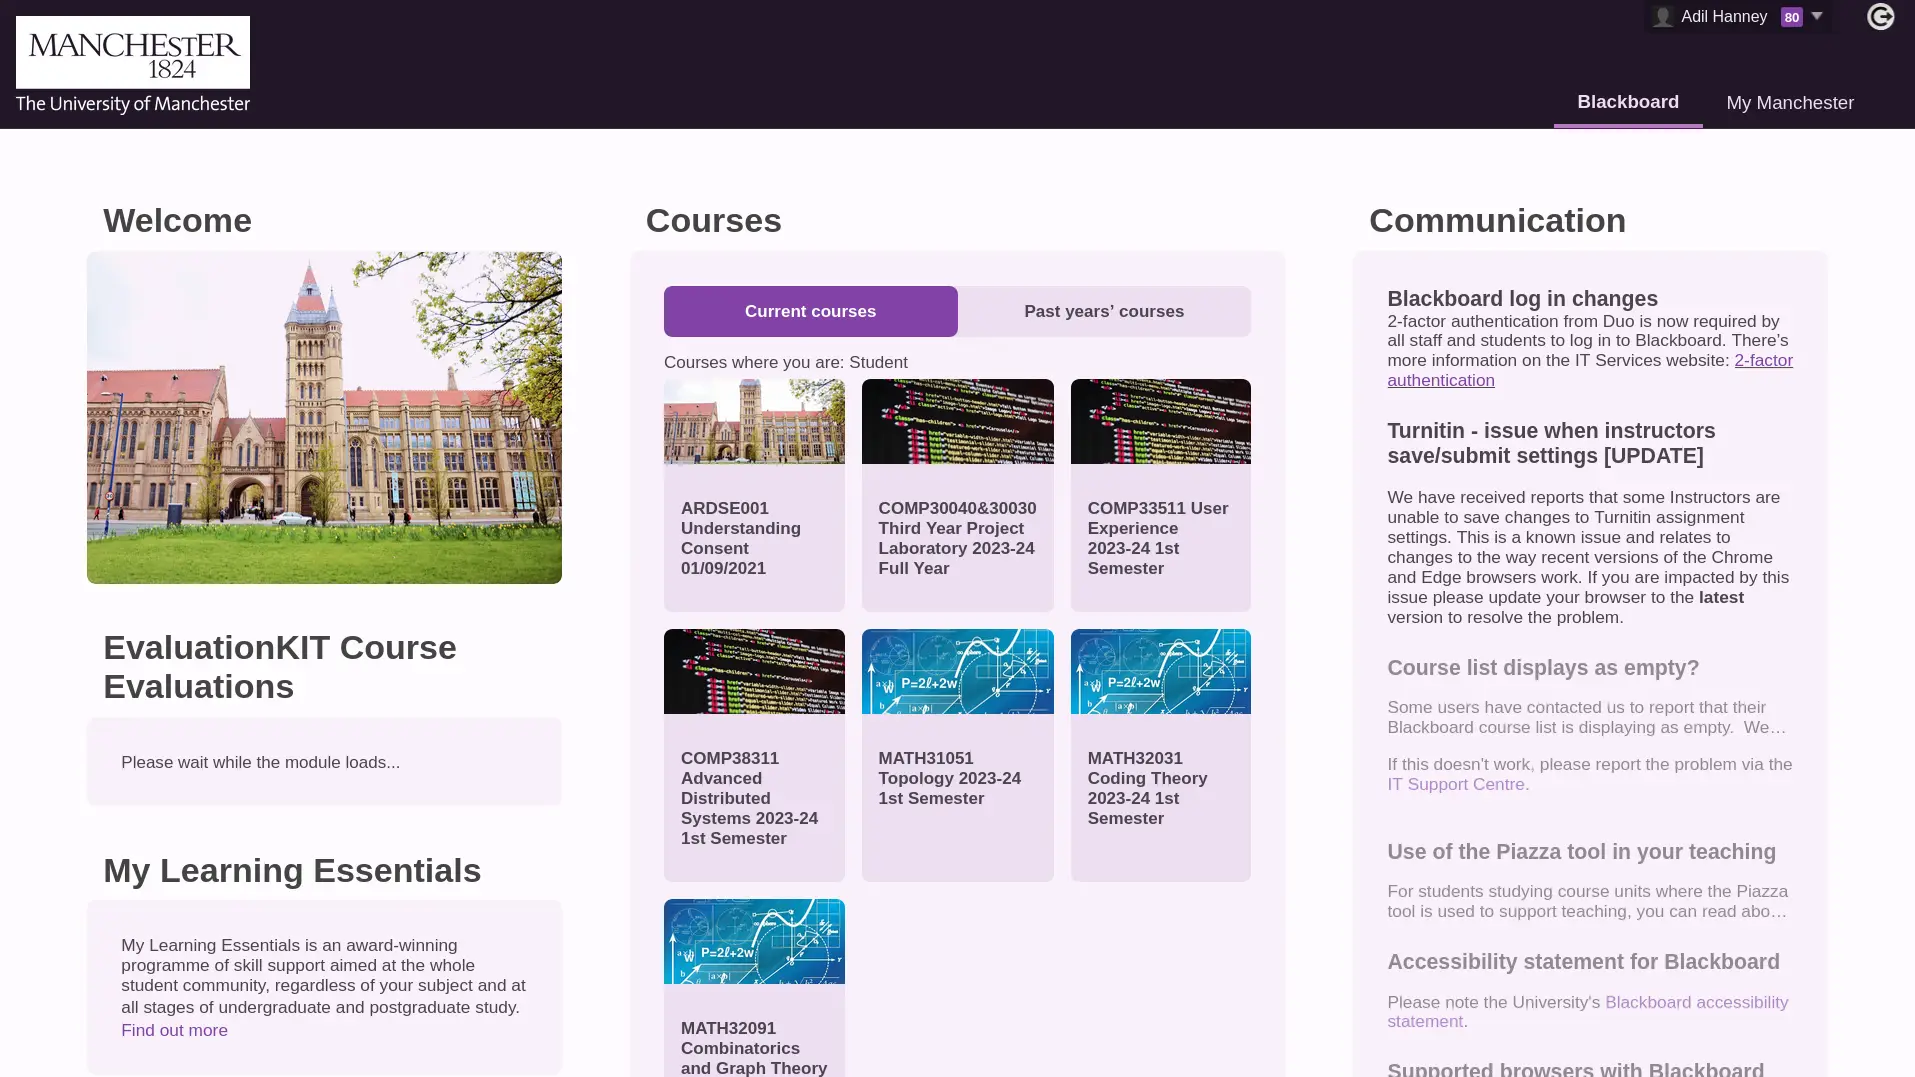 MANCHESTER
1824
The University of Manchester
Adil Hanney 80
Blackboard
My Manchester
Welcome
EvaluationKIT Course
Evaluations
Please wait while the module loads...
My Learning Essentials
My Learning Essentials is an award-winning
programme of skill support aimed at the whole
student community, regardless of your subject and at
all stages of undergraduate and postgraduate study.
Find out more
Courses
Current courses
Past years’ courses
Courses where you are: Student
ARDSE001
Understanding
Consent
01/09/2021
COMP30040&30030
Third Year Project
Laboratory 2023-24
Full Year
COMP33511 User
Experience
2023-24 1st
Semester
COMP38311
Advanced
Distributed
Systems 2023-24
1st Semester
P=2ℓ+2w
MATH31051
Topology 2023-24
1st Semester
P=2ℓ+2w
MATH32031
Coding Theory
2023-24 1st
Semester
P=2ℓ+2w
MATH32091
Combinatorics
and Graph Theory
Communication
Blackboard log in changes
2-factor authentication from Duo is now required by
all staff and students to log in to Blackboard. There's
more information on the IT Services website: 2-factor
authentication
Turnitin - issue when instructors
save/submit settings [UPDATE]
We have received reports that some Instructors are
unable to save changes to Turnitin assignment
settings. This is a known issue and relates to
changes to the way recent versions of the Chrome
and Edge browsers work. If you are impacted by this
issue please update your browser to the latest
version to resolve the problem.
Course list displays as empty?
Some users have contacted us to report that their
Blackboard course list is displaying as empty.  We…
If this doesn't work, please report the problem via the
IT Support Centre.
Use of the Piazza tool in your teaching
For students studying course units where the Piazza
tool is used to support teaching, you can read abo…
Accessibility statement for Blackboard
Please note the University's Blackboard accessibility
statement.
Supported browsers with Blackboard